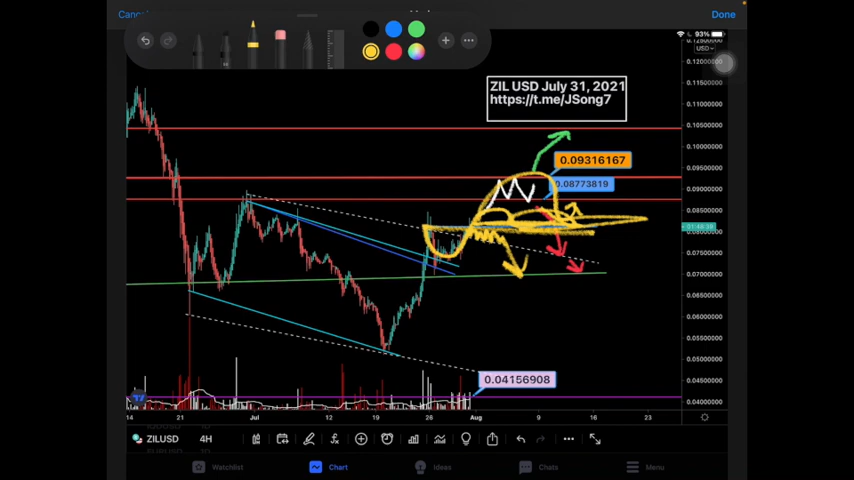 Cancel
Done
93%
USD
0.12000000
0.11500000
0.11000000
0.10500000
0.10000000
0.09500000
0.09000000
0.08500000
0.08000000
0.07500000
0.07000000
0.06500000
0.06000000
0.05500000
0.05000000
0.04500000
0.04000000
ZIL USD July 31, 2021
https://t.me/JSong7
0.09316167
0.08773819
0.04156908
14
21
Jul
12
19
26
Aug
9
16
23
ZILUSD
4H
Watchlist
Chart
Ideas
Chats
Menu